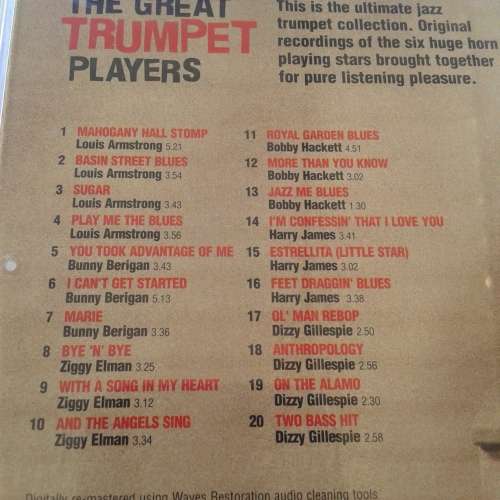 THE GREAT
TRUMPET
PLAYERS
This is the ultimate jazz
trumpet collection. Original
recordings of the six huge horn
playing stars brought together
for pure listening pleasure.
1 MAHOGANY HALL STOMP
Louis Armstrong 5.21
2 BASIN STREET BLUES
Louis Armstrong 3.54
3 SUGAR
Louis Armstrong 3.43
4 PLAY ME THE BLUES
Louis Armstrong 3.56
5 YOU TOOK ADVANTAGE OF ME
Bunny Berigan 3.43
6 I CAN'T GET STARTED
Bunny Berigan 5.13
7 MARIE
Bunny Berigan 3.36
8 BYE 'N' BYE
Ziggy Elman 3.25
9 WITH A SONG IN MY HEART
Ziggy Elman 3.12
10 AND THE ANGELS SING
Ziggy Elman 3.34
11 ROYAL GARDEN BLUES
Bobby Hackett 4.51
12 MORE THAN YOU KNOW
Bobby Hackett 3.02
13 JAZZ ME BLUES
Bobby Hackett 1.30
14 I'M CONFESSIN' THAT I LOVE YOU
Harry James 3.41
15 ESTRELLITA (LITTLE STAR)
Harry James 3.02
16 FEET DRAGGIN' BLUES
Harry James 3.38
17 OL' MAN REBOP
Dizzy Gillespie 2.50
18 ANTHROPOLOGY
Dizzy Gillespie 2.56
19 ON THE ALAMO
Dizzy Gillespie 2.30
20 TWO BASS HIT
Dizzy Gillespie 2.58
Digitally re-mastered using Waves Restoration audio cleaning tools